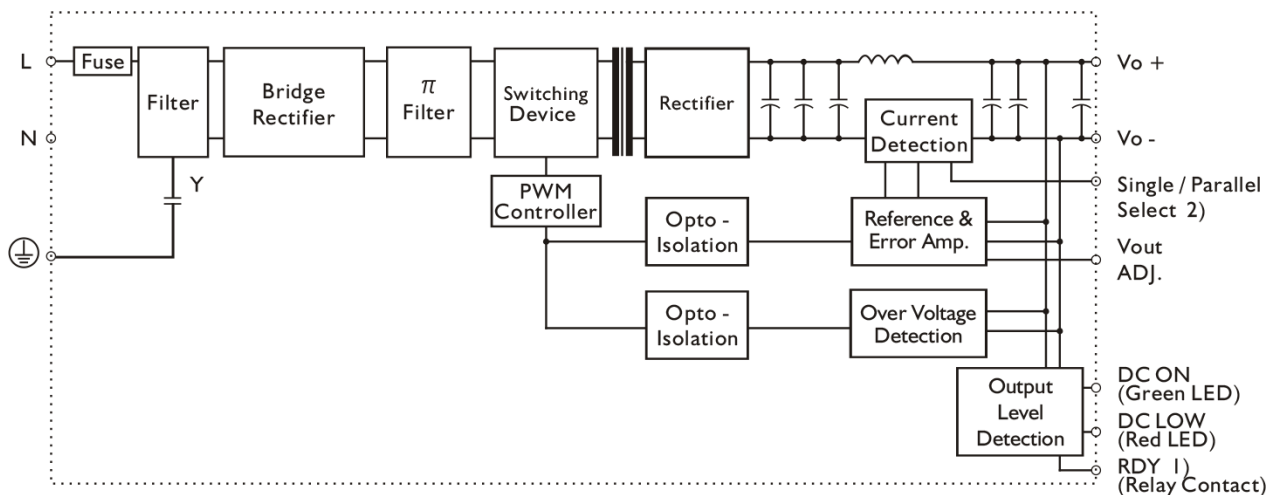 L
Fuse
Filter
Bridge
Rectifier
π
Filter
Switching
Device
Rectifier
Vo +
N
Current
Detection
Vo -
Y
PWM
Controller
Single / Parallel
Select 2)
Opto -
Isolation
Reference &
Error Amp.
Vout
ADJ.
Opto -
Isolation
Over Voltage
Detection
Output
Level
Detection
DC ON
(Green LED)
DC LOW
(Red LED)
RDY 1)
(Relay Contact)